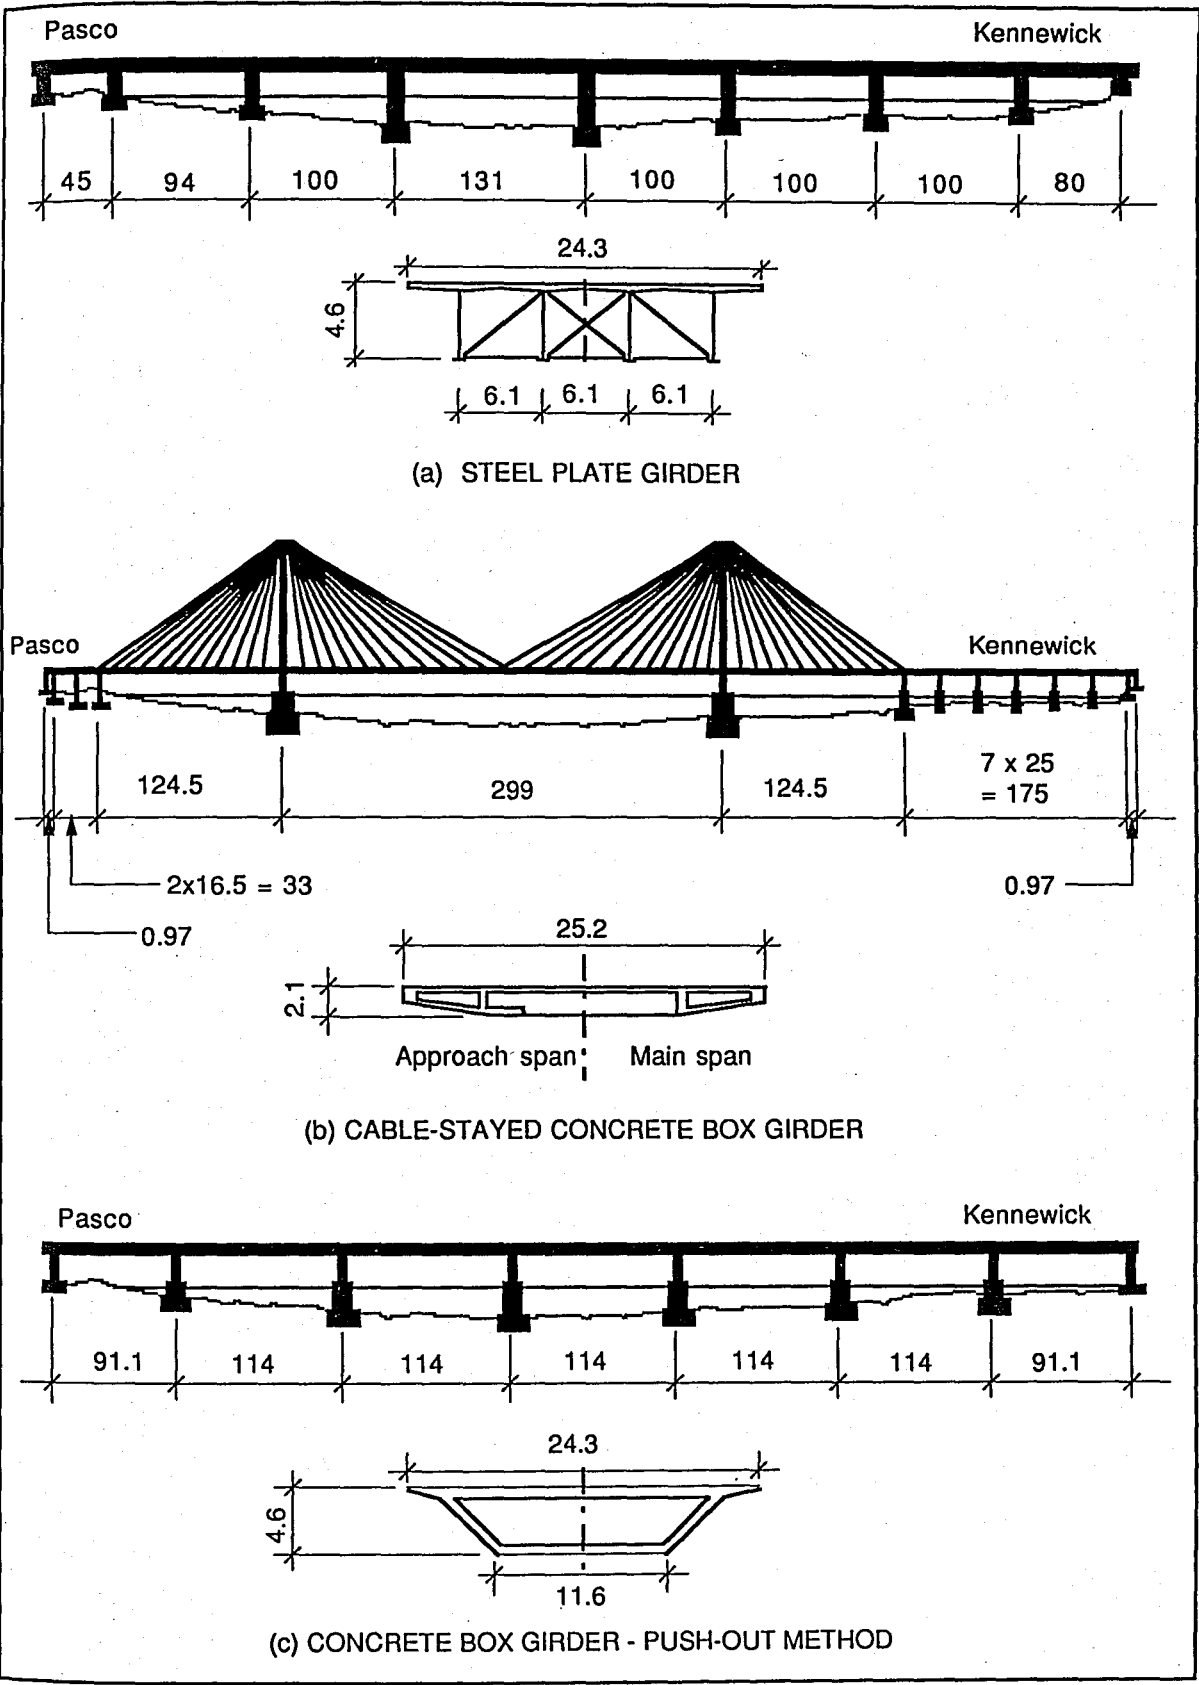 Pasco Kennewick
45 94 100 131 100 100 100 80
24.3
4.6
6.1 6.1 6.1
(a) STEEL PLATE GIRDER
Pasco Kennewick
124.5 299 124.5 7 x 25
= 175
2x16.5 = 33 0.97
0.97
25.2
2.1
Approach span Main span
(b) CABLE-STAYED CONCRETE BOX GIRDER
Pasco Kennewick
91.1 114 114 114 114 114 91.1
24.3
4.6
11.6
(c) CONCRETE BOX GIRDER - PUSH-OUT METHOD